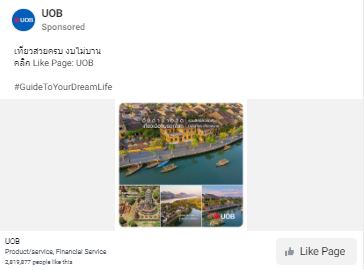 UOB
UOB
Sponsored
เที่ยวสวยครบ งบไม่บาน
คลิ๊ก Like Page: UOB
#GuideToYourDreamLife
UOB
UOB
Product/service, Financial Service
2,819,877 people like this
Like Page